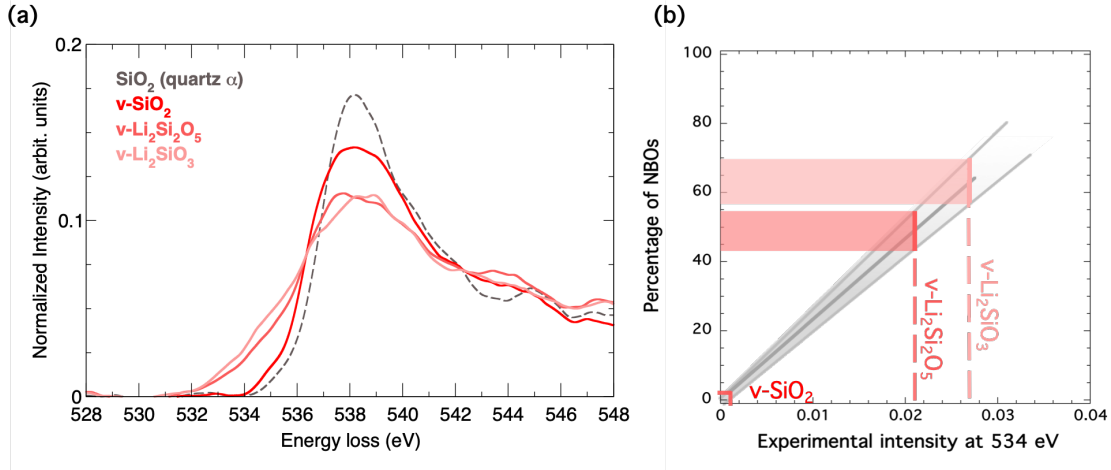 (a)
0.2
0.1
0
Normalized Intensity (arbit. units)
SiO₂ (quartz α)
v-SiO₂
v-Li₂Si₂O₅
v-Li₂SiO₃
528 530 532 534 536 538 540 542 544 546 548
Energy loss (eV)
(b)
100
80
60
40
20
0
Percentage of NBOs
v-SiO₂
v-Li₂Si₂O₅
v-Li₂SiO₃
0 0.01 0.02 0.03 0.04
Experimental intensity at 534 eV